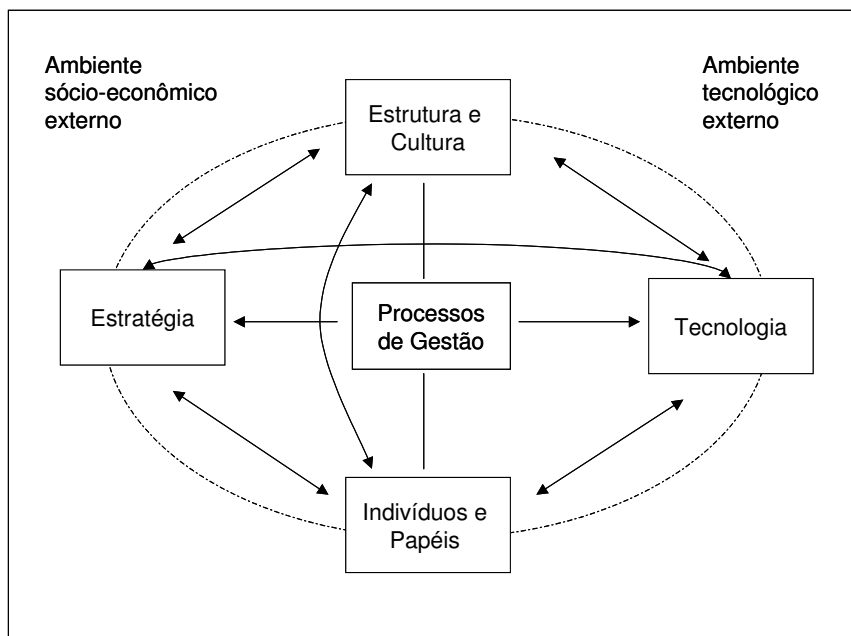 Ambiente
sócio-econômico
externo
Ambiente
tecnológico
externo
Estrutura e
Cultura
Estratégia
Processos
de Gestão
Tecnologia
Indivíduos e
Papéis